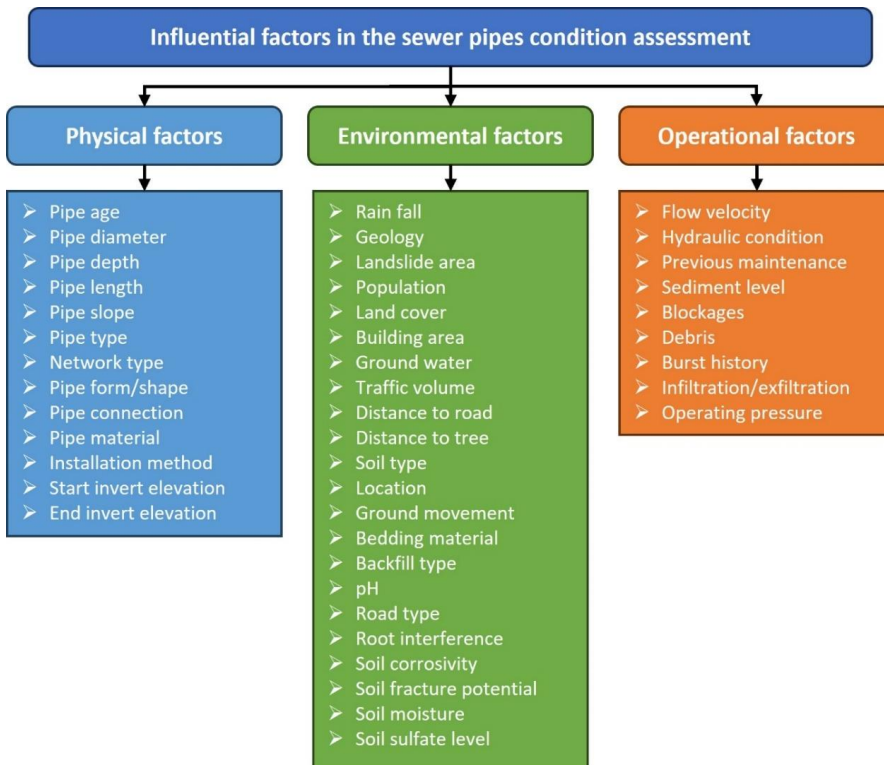 Influential factors in the sewer pipes condition assessment
Physical factors
Pipe age
Pipe diameter
Pipe depth
Pipe length
Pipe slope
Pipe type
Network type
Pipe form/shape
Pipe connection
Pipe material
Installation method
Start invert elevation
End invert elevation
Environmental factors
Rain fall
Geology
Landslide area
Population
Land cover
Building area
Ground water
Traffic volume
Distance to road
Distance to tree
Soil type
Location
Ground movement
Bedding material
Backfill type
pH
Road type
Root interference
Soil corrosivity
Soil fracture potential
Soil moisture
Soil sulfate level
Operational factors
Flow velocity
Hydraulic condition
Previous maintenance
Sediment level
Blockages
Debris
Burst history
Infiltration/exfiltration
Operating pressure